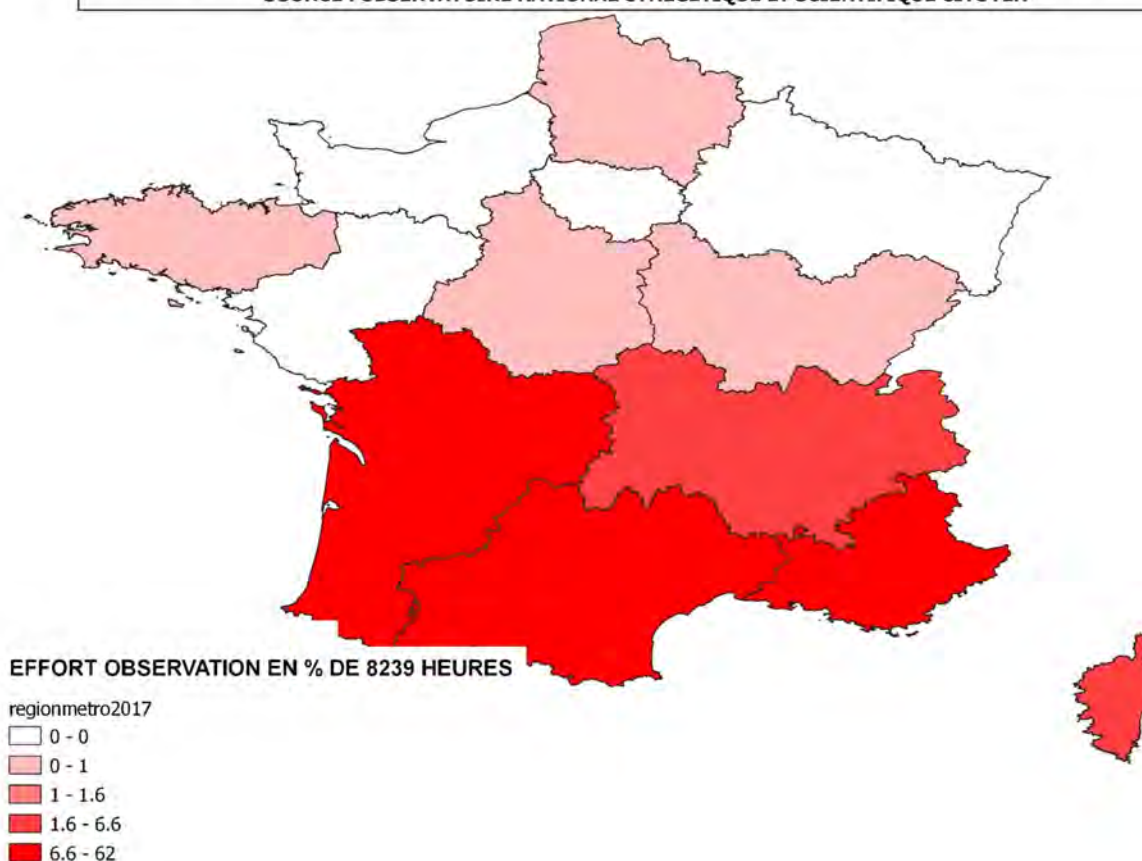 EFFORT OBSERVATION EN % DE 8239 HEURES
regionmetro2017
0 - 0
0 - 1
1 - 1.6
1.6 - 6.6
6.6 - 62